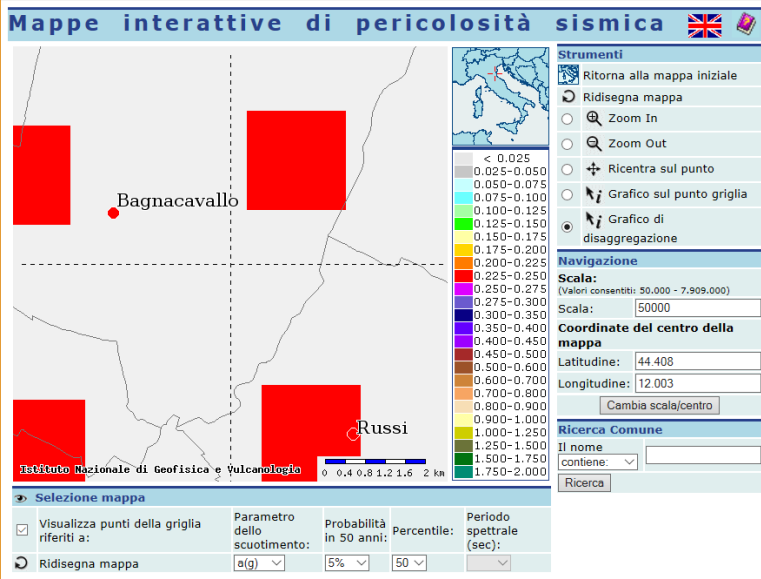 Mappe interattive di pericolosità sismica
Bagnacavallo
Russi
Istituto Nazionale di Geofisica e Vulcanologia
0 0.4 0.8 1.2 1.6 2 km
< 0.025
0.025-0.050
0.050-0.075
0.075-0.100
0.100-0.125
0.125-0.150
0.150-0.175
0.175-0.200
0.200-0.225
0.225-0.250
0.250-0.275
0.275-0.300
0.300-0.350
0.350-0.400
0.400-0.450
0.450-0.500
0.500-0.600
0.600-0.700
0.700-0.800
0.800-0.900
0.900-1.000
1.000-1.250
1.250-1.500
1.500-1.750
1.750-2.000
Strumenti
Ritorna alla mappa iniziale
Ridisegna mappa
Zoom In
Zoom Out
Ricentra sul punto
Grafico sul punto griglia
Grafico di
disaggregazione
Navigazione
Scala:
(Valori consentiti: 50.000 - 7.909.000)
Scala: 50000
Coordinate del centro della
mappa
Latitudine: 44.408
Longitudine: 12.003
Cambia scala/centro
Ricerca Comune
Il nome
contiene:
Ricerca
Selezione mappa
Visualizza punti della griglia
riferiti a:
Parametro
dello
scuotimento:
Probabilità
in 50 anni:
Percentile:
Periodo
spettrale
(sec):
Ridisegna mappa
a(g)
5%
50